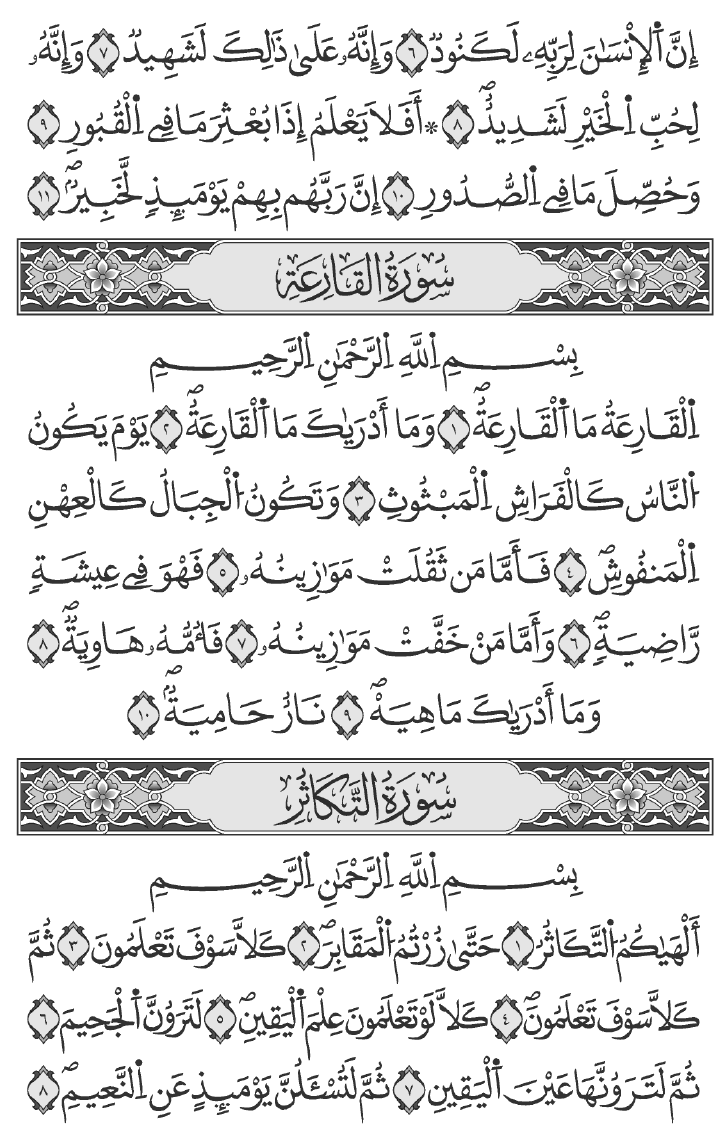 إِنَّ ٱلْإِنسَٰنَ لِرَبِّهِۦ لَكَنُودٌ ٦ وَإِنَّهُۥ عَلَىٰ ذَٰلِكَ لَشَهِيدٌ ٧ وَإِنَّهُۥ
لِحُبِّ ٱلْخَيْرِ لَشَدِيدٌ ٨ * أَفَلَا يَعْلَمُ إِذَا بُعْثِرَ مَا فِے ٱلْقُبُورِ ٩
وَحُصِّلَ مَا فِے ٱلصُّدُورِ ١٠ إِنَّ رَبَّهُم بِهِمْ يَوْمَئِذٍ لَّخَبِيرٌ ١١
سُورَةُ القَارِعَةِ
بِسْمِ ٱللَّهِ ٱلرَّحْمَٰنِ ٱلرَّحِيمِ
ٱلْقَارِعَةُ مَا ٱلْقَارِعَةُ ١ وَمَا أَدْرَىٰكَ مَا ٱلْقَارِعَةُ ٢ يَوْمَ يَكُونُ
ٱلنَّاسُ كَالْفَرَاشِ ٱلْمَبْثُوثِ ٣ وَتَكُونُ ٱلْجِبَالُ كَالْعِهْنِ
ٱلْمَنفُوشِ ٤ فَأَمَّا مَن ثَقُلَتْ مَوَٰزِينُهُۥ ٥ فَهْوَ فِے عِيشَةٍ
رَّاضِيَةٍ ٦ وَأَمَّا مَنْ خَفَّتْ مَوَٰزِينُهُۥ ٧ فَأُمُّهُۥ هَاوِيَةٌ ٨
وَمَا أَدْرَىٰكَ مَا هِيَهْ ٩ نَارٌ حَامِيَةٌ ١٠
سُورَةُ التَّكَاثُرِ
بِسْمِ ٱللَّهِ ٱلرَّحْمَٰنِ ٱلرَّحِيمِ
أَلْهَىٰكُمُ ٱلتَّكَاثُرُ ١ حَتَّىٰ زُرْتُمُ ٱلْمَقَابِرَ ٢ كَلَّا سَوْفَ تَعْلَمُونَ ٣ ثُمَّ
كَلَّا سَوْفَ تَعْلَمُونَ ٤ كَلَّا لَوْ تَعْلَمُونَ عِلْمَ ٱلْيَقِينِ ٥ لَتَرَوُنَّ ٱلْجَحِيمَ ٦
ثُمَّ لَتَرَوُنَّهَا عَيْنَ ٱلْيَقِينِ ٧ ثُمَّ لَتُسْـَٔلُنَّ يَوْمَئِذٍ عَنِ ٱلنَّعِيمِ ٨